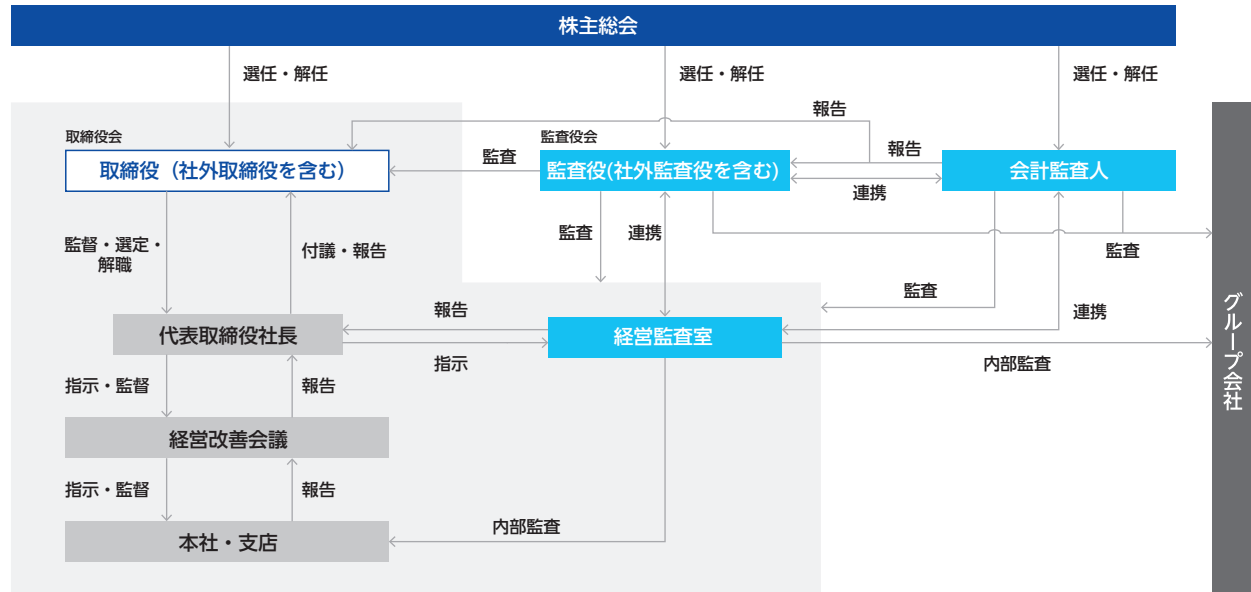 株主総会
選任・解任
選任・解任
選任・解任
報告
取締役会
監査役会
取締役（社外取締役を含む）
監査
監査役(社外監査役を含む)
報告
連携
会計監査人
監督・選定・
解職
付議・報告
監査
連携
監査
監査
連携
グループ会社
代表取締役社長
報告
指示
経営監査室
内部監査
指示・監督
報告
経営改善会議
指示・監督
報告
内部監査
本社・支店